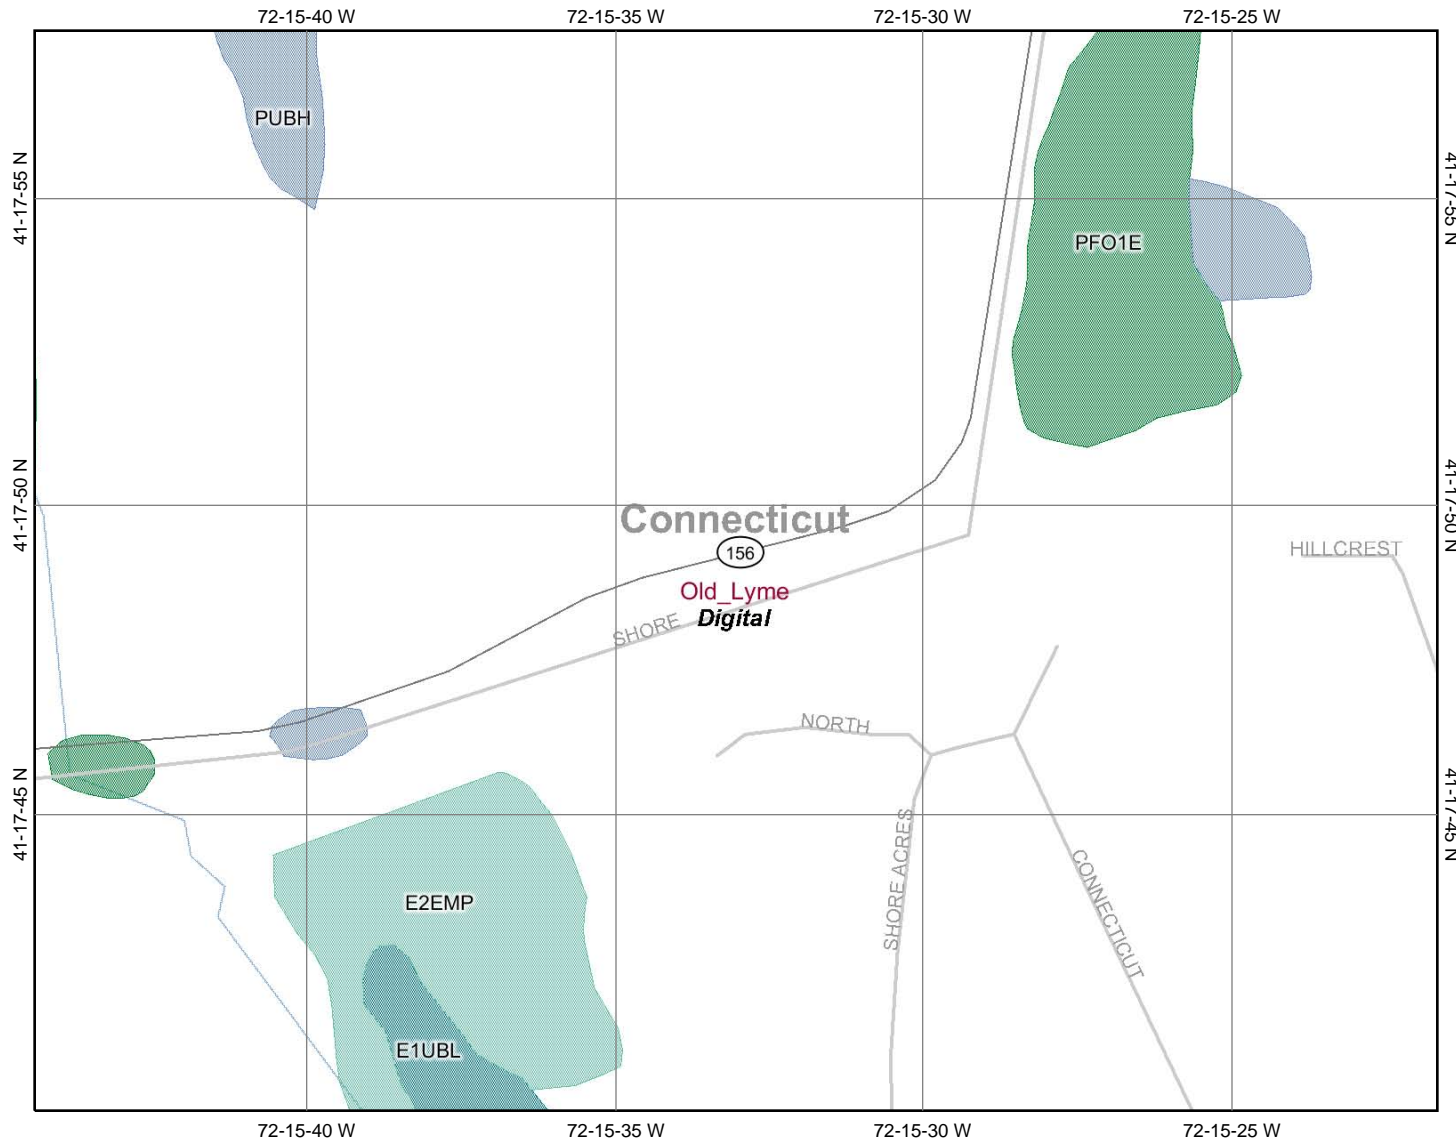 72-15-40 W
72-15-35 W
72-15-30 W
72-15-25 W
PUBH
41-17-55 N
41-17-55 N
PFO1E
41-17-50 N
41-17-50 N
Connecticut
156
HILLCREST
Old_Lyme
Digital
SHORE
NORTH
41-17-45 N
41-17-45 N
SHORE ACRES
CONNECTICUT
E2EMP
E1UBL
72-15-40 W
72-15-35 W
72-15-30 W
72-15-25 W